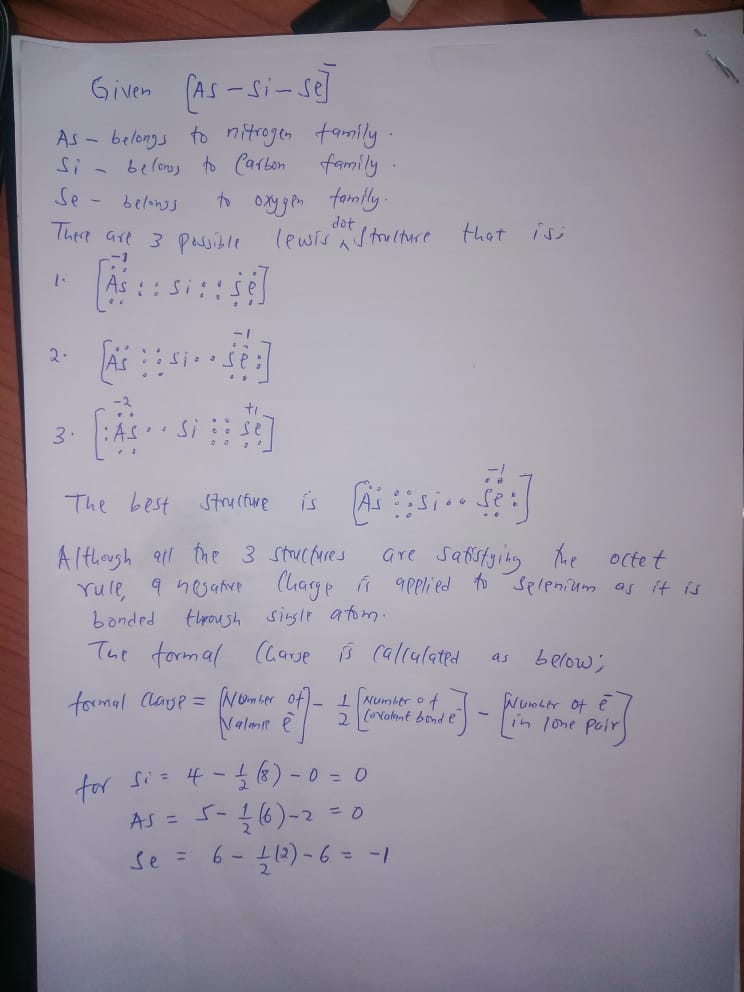 Given [As – Si – Se]⁻
As – belongs to nitrogen family.
Si – belongs to Carbon family.
Se – belongs to oxygen family.
There are 3 possible lewis dot structure that is;
1. [Äs : : Si : : Se] -1
2. [As ::: Si .. Se :] -1
3. [: As .. Si ::: Se] -2 +1
The best structure is [As ::: Si .. Se :] -1
Although all the 3 structures are satisfying the octet
rule, a negative charge is applied to selenium as it is
bonded through single atom.
The formal charge is calculated as below;
formal charge = [Number of valence ē] – 1/2 [Number of covalent bond ē] – [Number of ē in lone pair]
for Si = 4 – 1/2 (8) – 0 = 0
As = 5 – 1/2 (6) – 2 = 0
Se = 6 – 1/2 (2) – 6 = -1